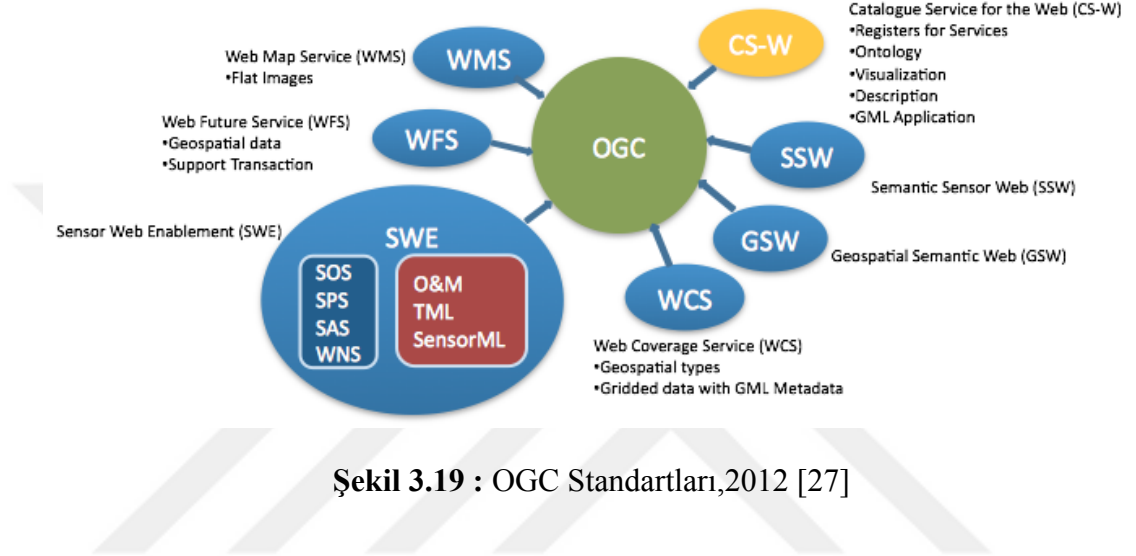 Web Map Service (WMS)
•Flat Images
WMS
CS-W
Catalogue Service for the Web (CS-W)
•Registers for Services
•Ontology
•Visualization
•Description
•GML Application
Web Future Service (WFS)
•Geospatial data
•Support Transaction
WFS
OGC
SSW
Semantic Sensor Web (SSW)
Sensor Web Enablement (SWE)
SWE
SOS
SPS
SAS
WNS
O&M
TML
SensorML
GSW
Geospatial Semantic Web (GSW)
WCS
Web Coverage Service (WCS)
•Geospatial types
•Gridded data with GML Metadata
Şekil 3.19 : OGC Standartları,2012 [27]